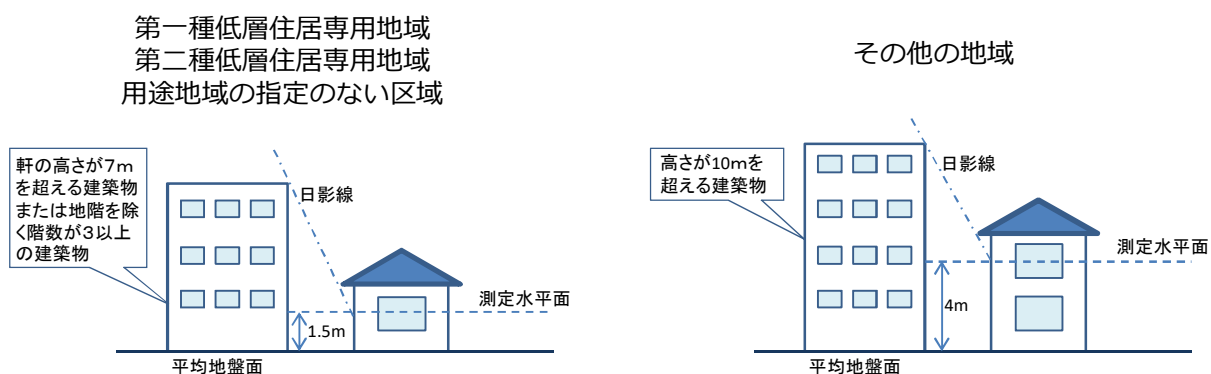 第一種低層住居専用地域
第二種低層住居専用地域
用途地域の指定のない区域
軒の高さが7m
を超える建築物
または地階を除
く階数が3以上
の建築物
日影線
測定水平面
1.5m
平均地盤面
その他の地域
高さが10mを
超える建築物
日影線
測定水平面
4m
平均地盤面